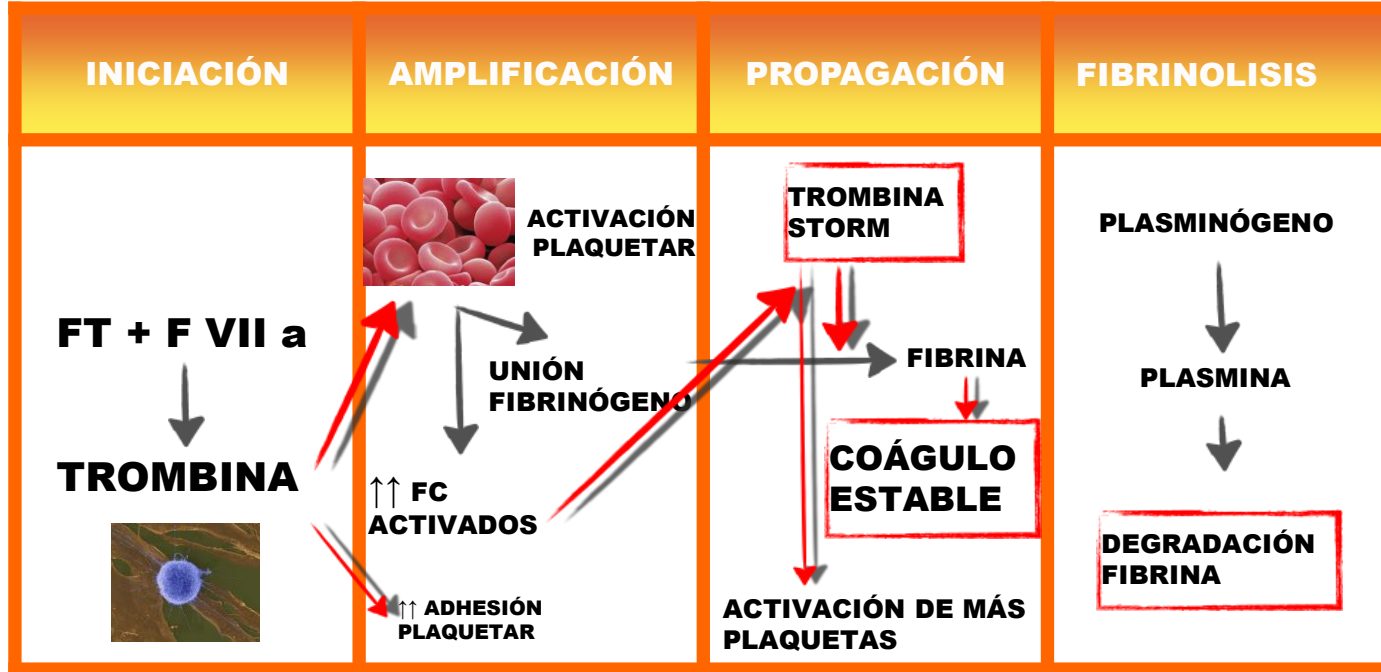 INICIACIÓN
AMPLIFICACIÓN
PROPAGACIÓN
FIBRINOLISIS
FT + F VII a
TROMBINA
ACTIVACIÓN
PLAQUETAR
UNIÓN
FIBRINÓGENO
↑↑ FC
ACTIVADOS
↑↑ ADHESIÓN
PLAQUETAR
TROMBINA
STORM
FIBRINA
COÁGULO
ESTABLE
ACTIVACIÓN DE MÁS
PLAQUETAS
PLASMINÓGENO
PLASMINA
DEGRADACIÓN
FIBRINA